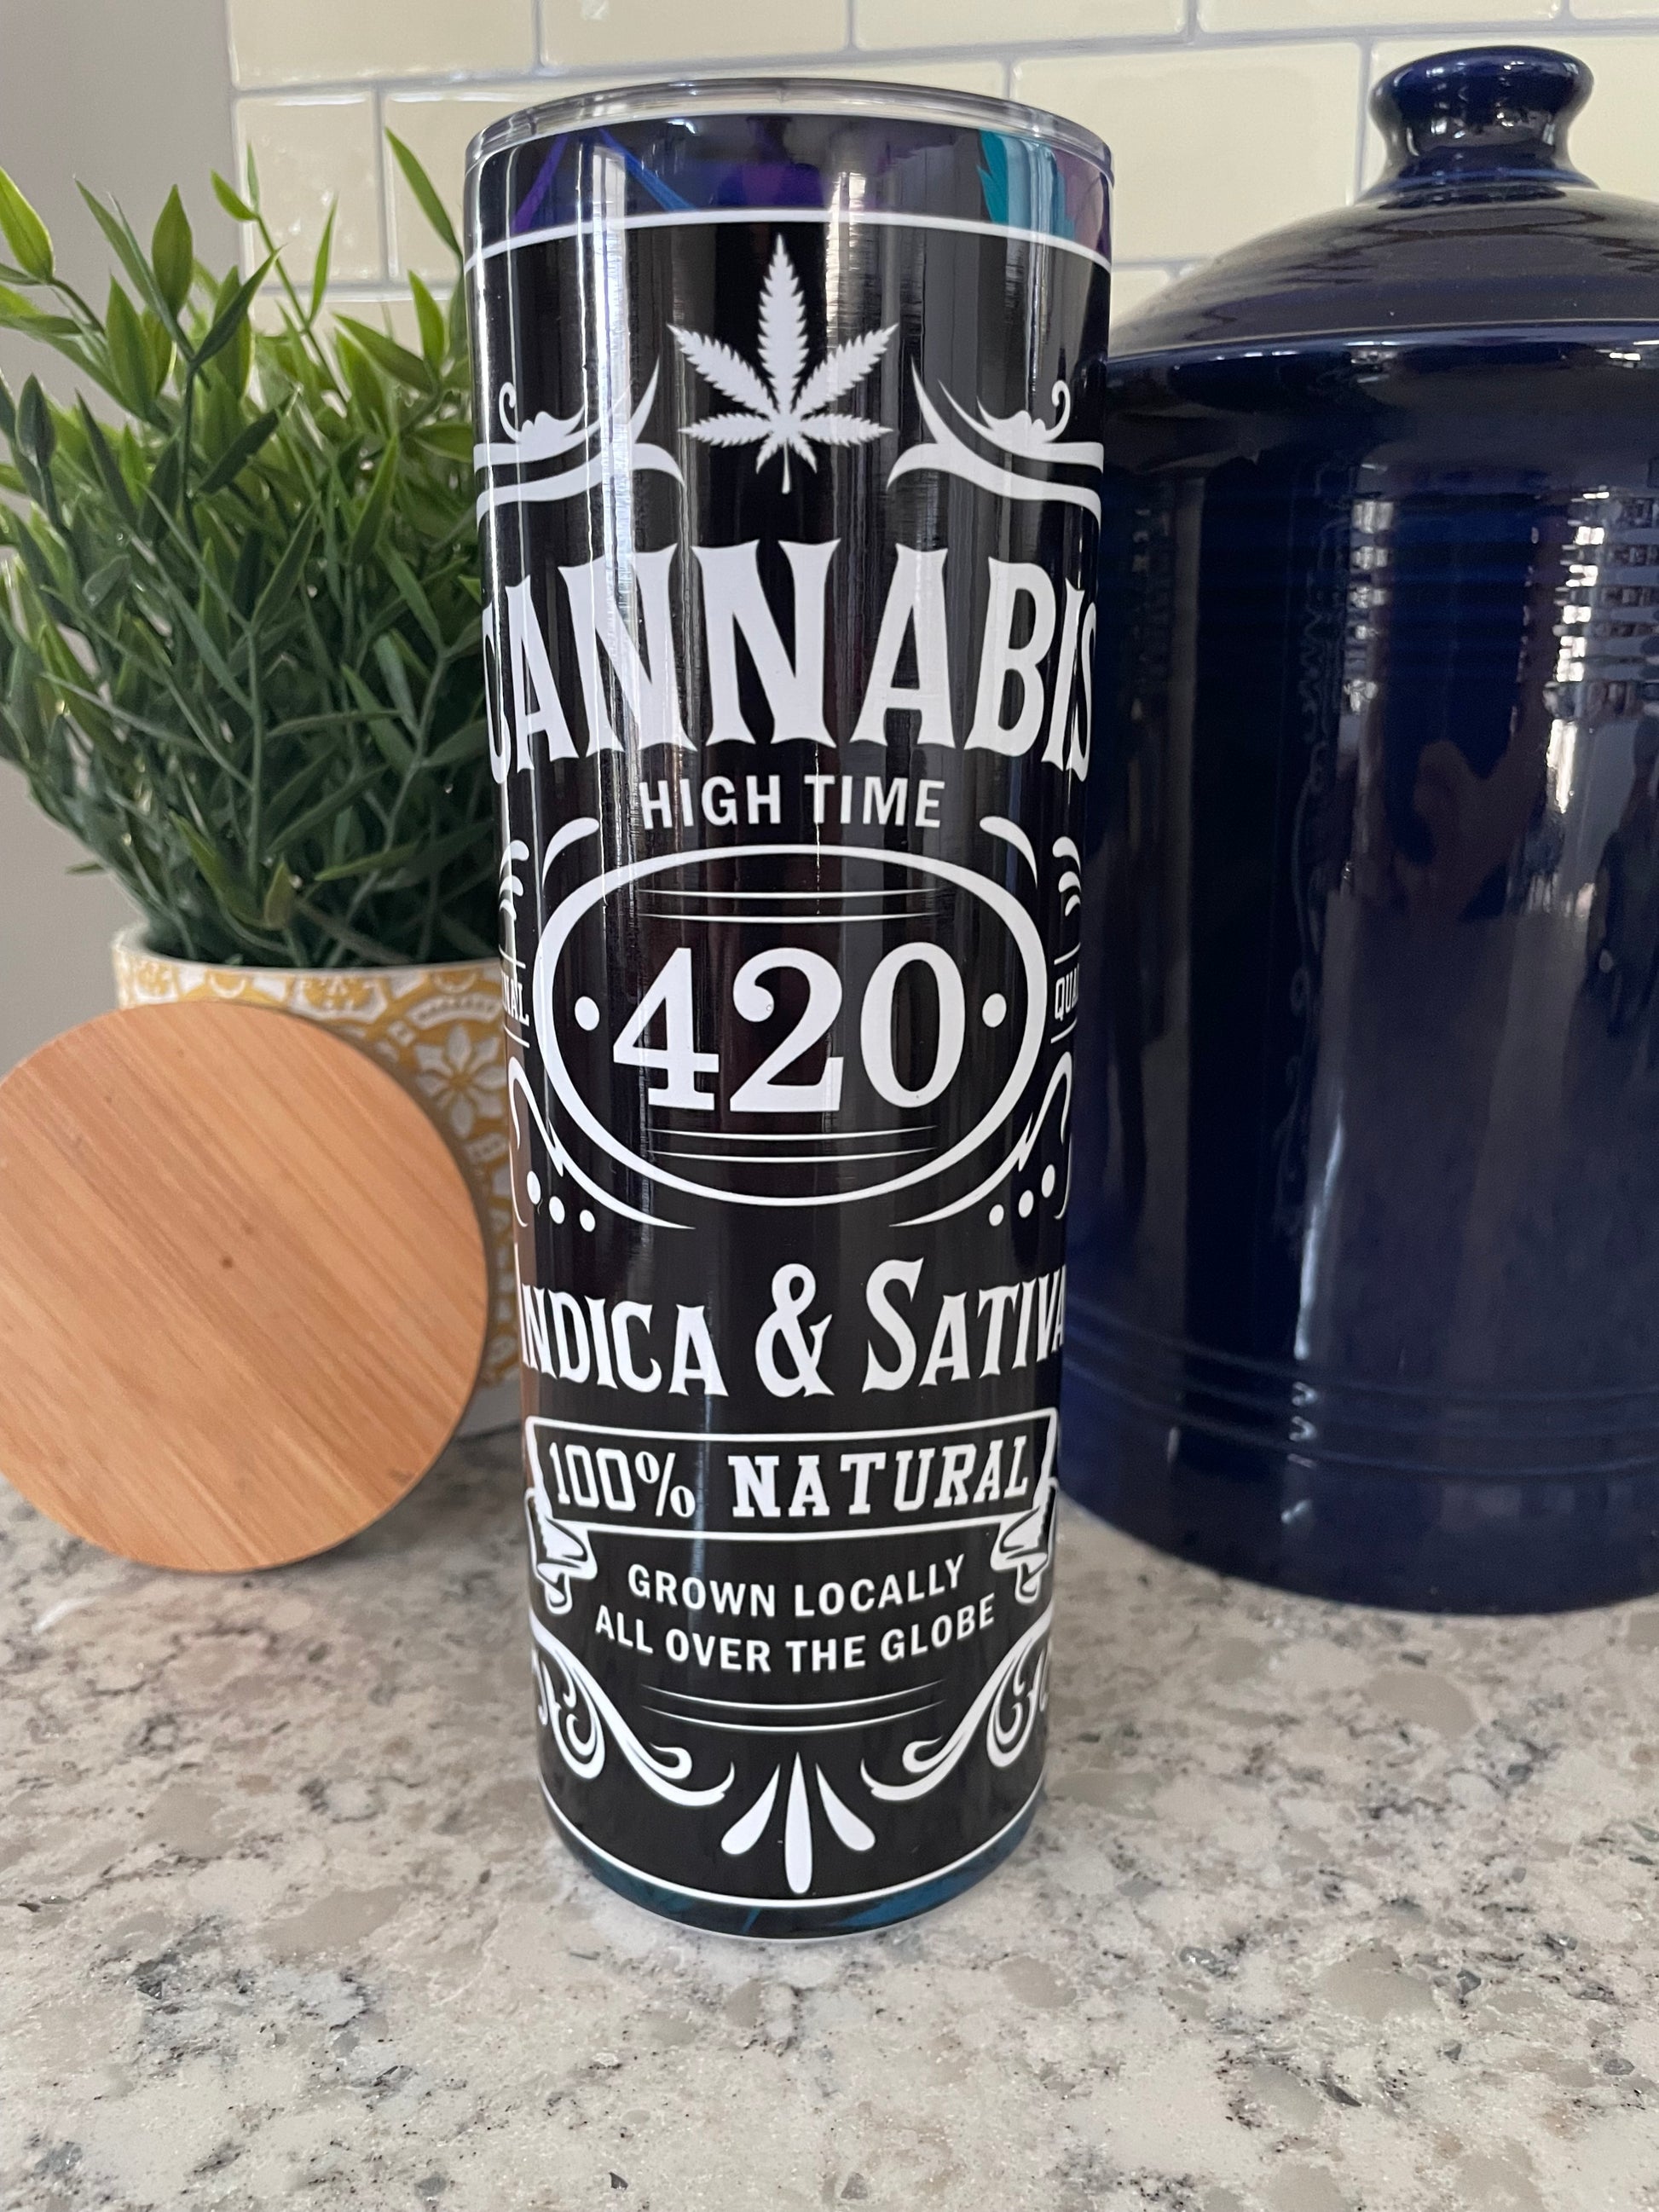 CANNABIS
HIGH TIME
420
INDICA & SATIVA
100% NATURAL
GROWN LOCALLY
ALL OVER THE GLOBE